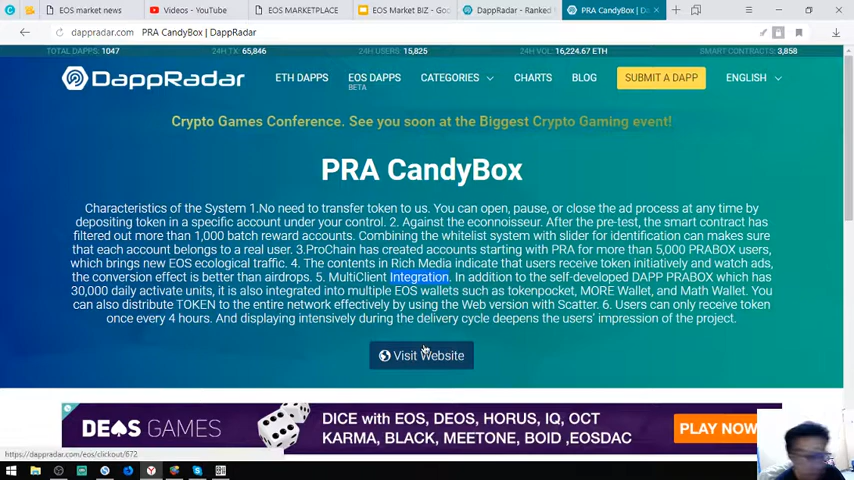 EOS market news
Videos - YouTube
EOS MARKETPLACE
EOS Market BIZ - Goo
DappRadar - Ranked
PRA CandyBox | Da
dappradar.com PRA CandyBox | DappRadar
TOTAL DAPPS: 1047
24H TX: 65,846
24H USERS: 15,825
24H VOL: 16,224.67 ETH
SMART CONTRACTS: 3,858
DappRadar
ETH DAPPS
EOS DAPPS
BETA
CATEGORIES
CHARTS
BLOG
SUBMIT A DAPP
ENGLISH
Crypto Games Conference. See you soon at the Biggest Crypto Gaming event!
PRA CandyBox
Characteristics of the System 1.No need to transfer token to us. You can open, pause, or close the ad process at any time by
depositing token in a specific account under your control. 2. Against the econnoisseur. After the pre-test, the smart contract has
filtered out more than 1,000 batch reward accounts. Combining the whitelist system with slider for identification can makes sure
that each account belongs to a real user. 3.ProChain has created accounts starting with PRA for more than 5,000 PRABOX users,
which brings new EOS ecological traffic. 4. The contents in Rich Media indicate that users receive token initiatively and watch ads,
the conversion effect is better than airdrops. 5. MultiClient Integration. In addition to the self-developed DAPP PRABOX which has
30,000 daily activate units, it is also integrated into multiple EOS wallets such as tokenpocket, MORE Wallet, and Math Wallet. You
can also distribute TOKEN to the entire network effectively by using the Web version with Scatter. 6. Users can only receive token
once every 4 hours. And displaying intensively during the delivery cycle deepens the users' impression of the project.
Visit Website
DEOS GAMES
DICE with EOS, DEOS, HORUS, IQ, OCT
KARMA, BLACK, MEETONE, BOID ,EOSDAC
PLAY NOW
https://dappradar.com/eos/clickout/672